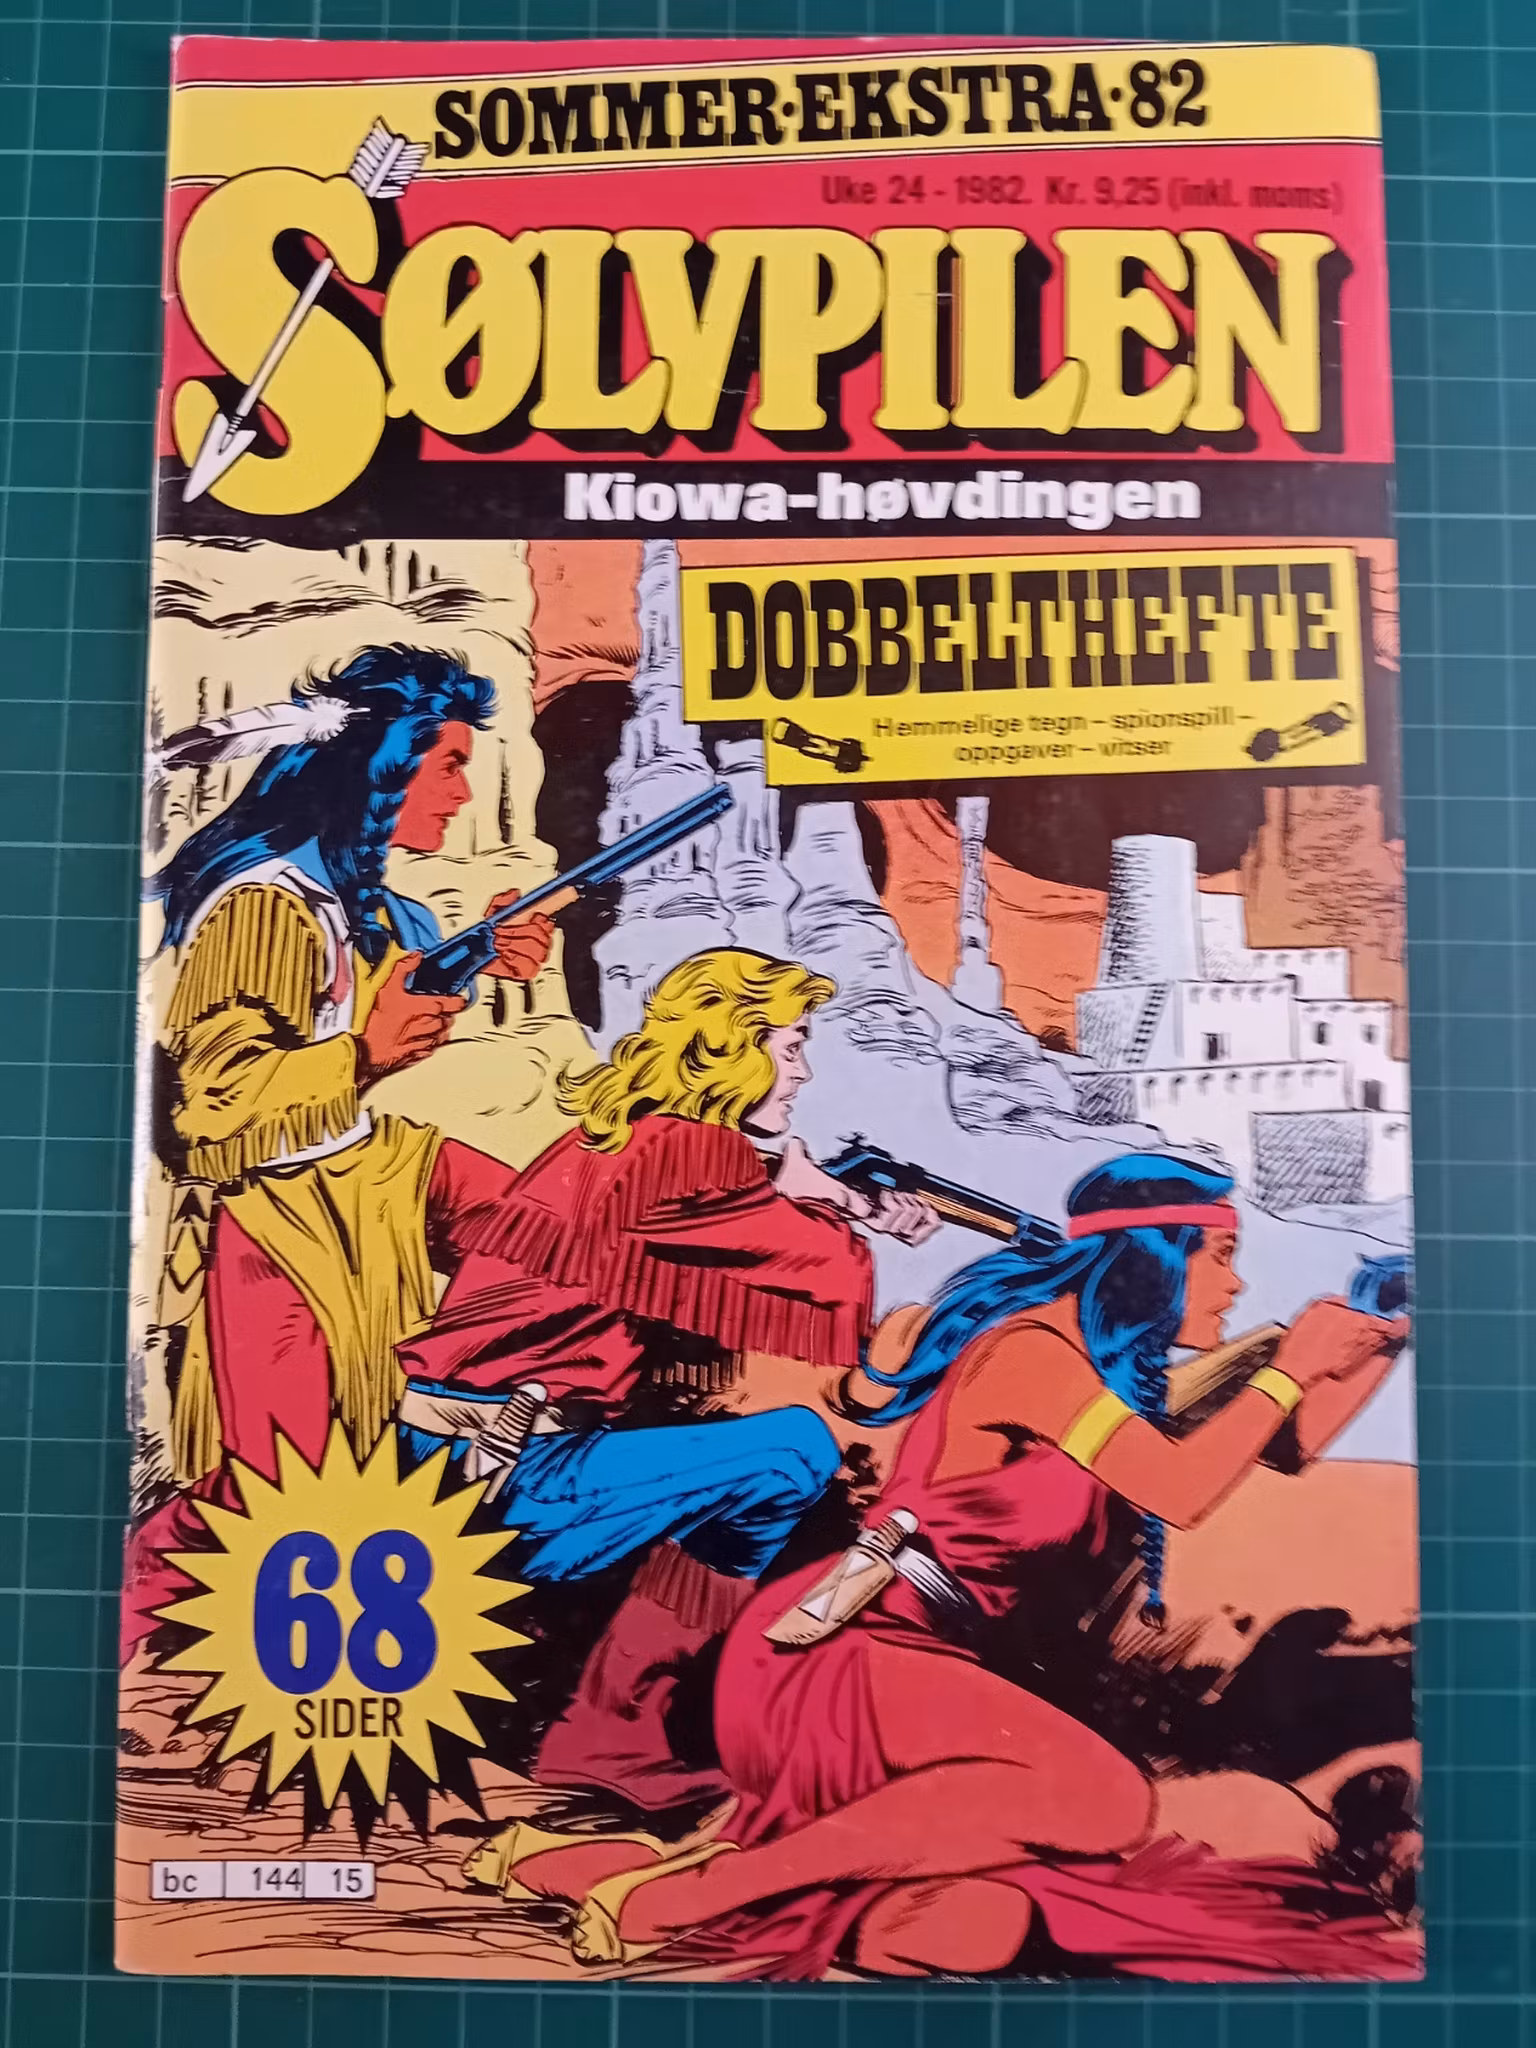 SOMMER·EKSTRA·82
Uke 24 - 1982. Kr. 9,25 (inkl. moms)
SØLVPILEN
Kiowa-høvdingen
DOBBELTHEFTE
Hemmelige tegn – spionspill –
oppgaver – vitser
68
SIDER
bc 144 15